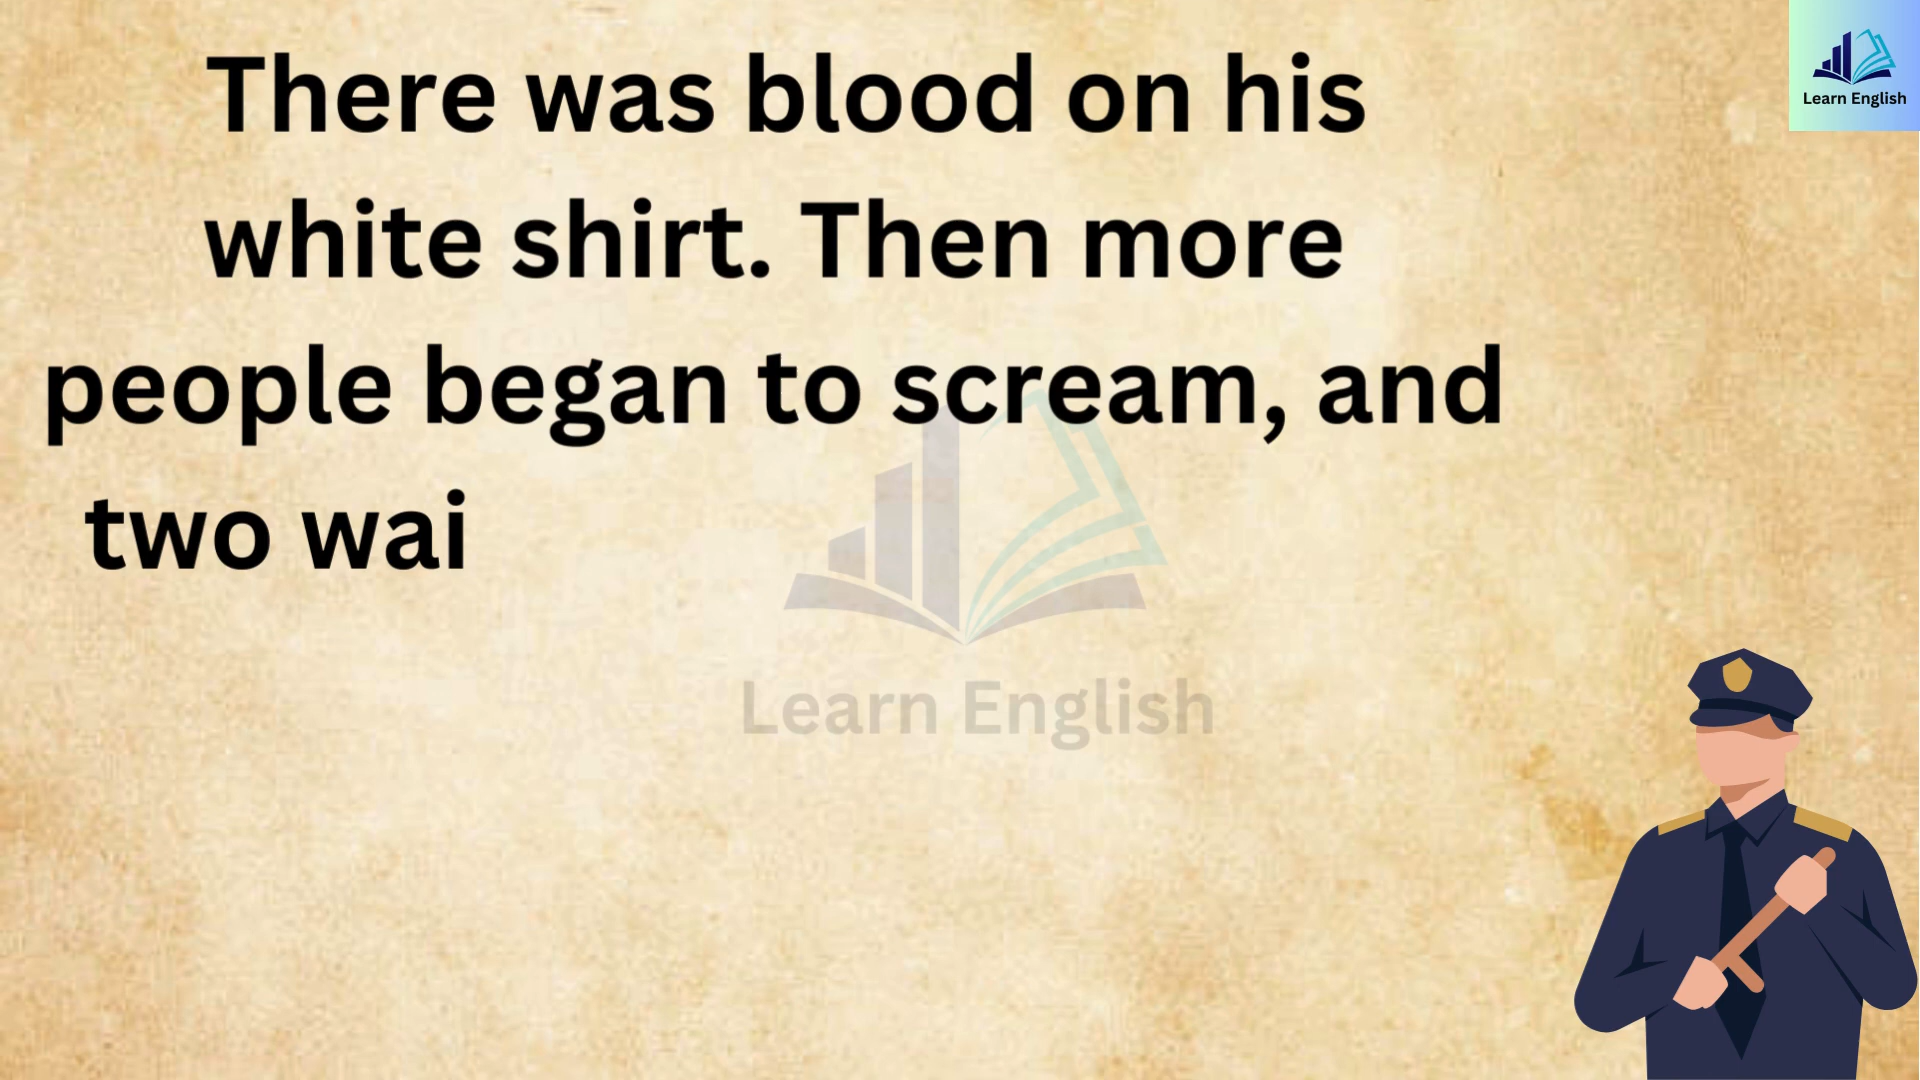 There was blood on his
white shirt. Then more
people began to scream, and
two wai
Learn English
Learn English